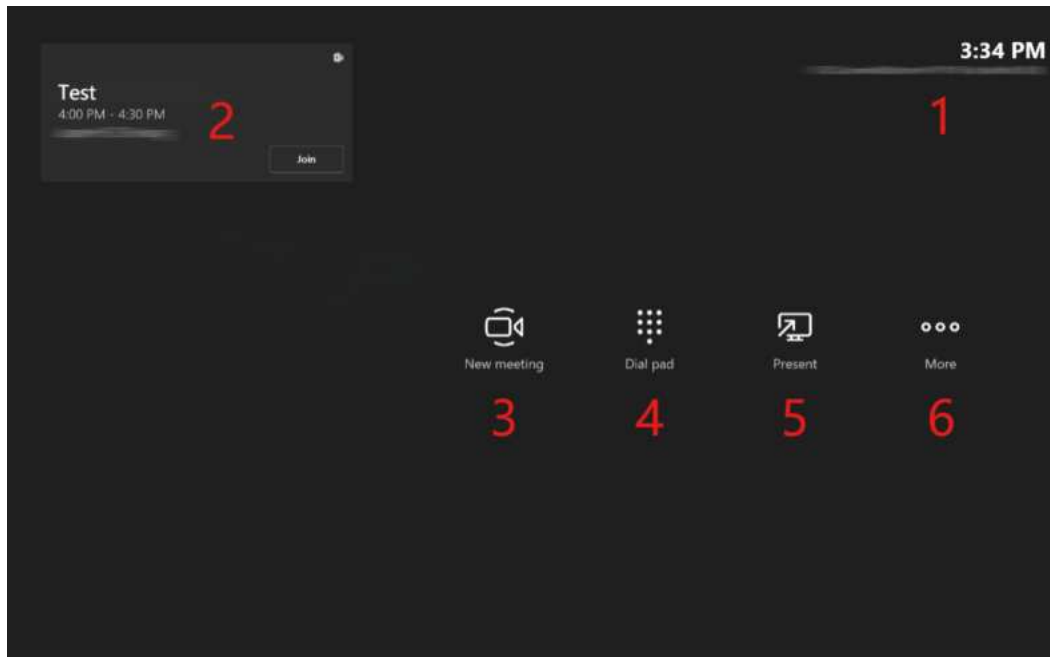 3:34 PM
1
Test
4:00 PM - 4:30 PM
2
Join
New meeting
Dial pad
Present
More
3
4
5
6